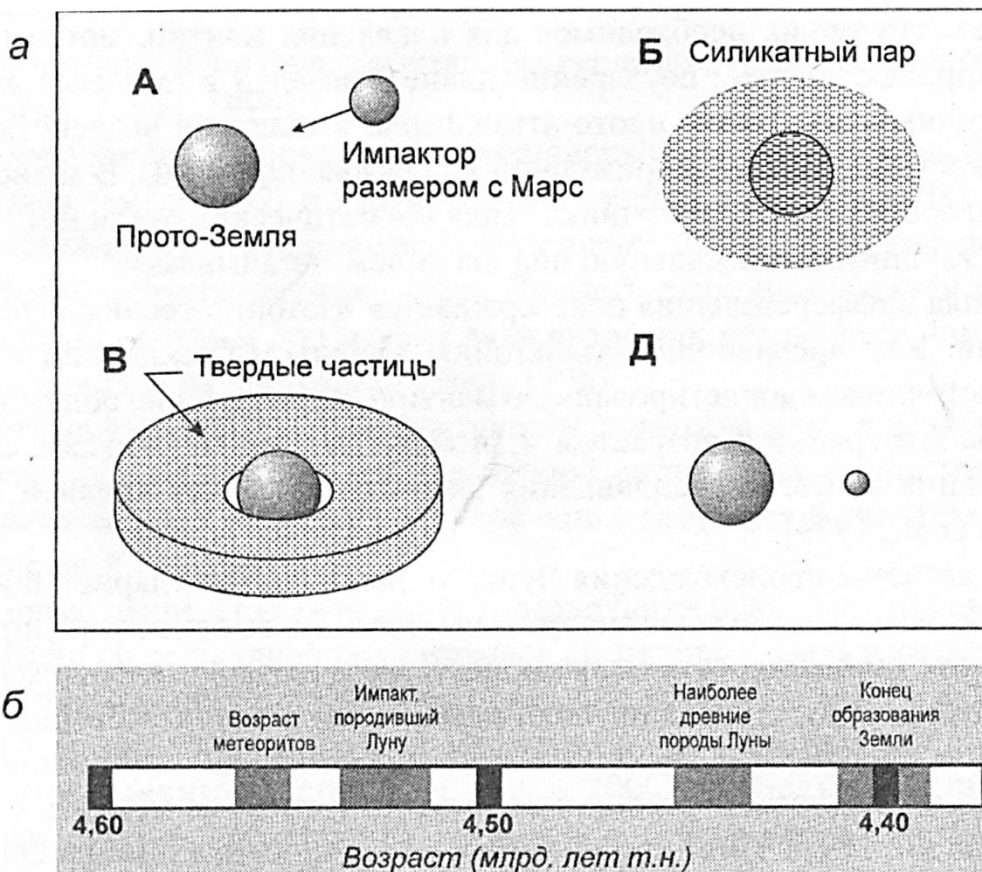 а
А
Импактор
размером с Марс
Прото-Земля
Б
Силикатный пар
В
Твердые частицы
Д
б
Возраст
метеоритов
Импакт,
породивший
Луну
Наиболее
древние
породы Луны
Конец
образования
Земли
4,60
4,50
4,40
Возраст (млрд. лет т.н.)